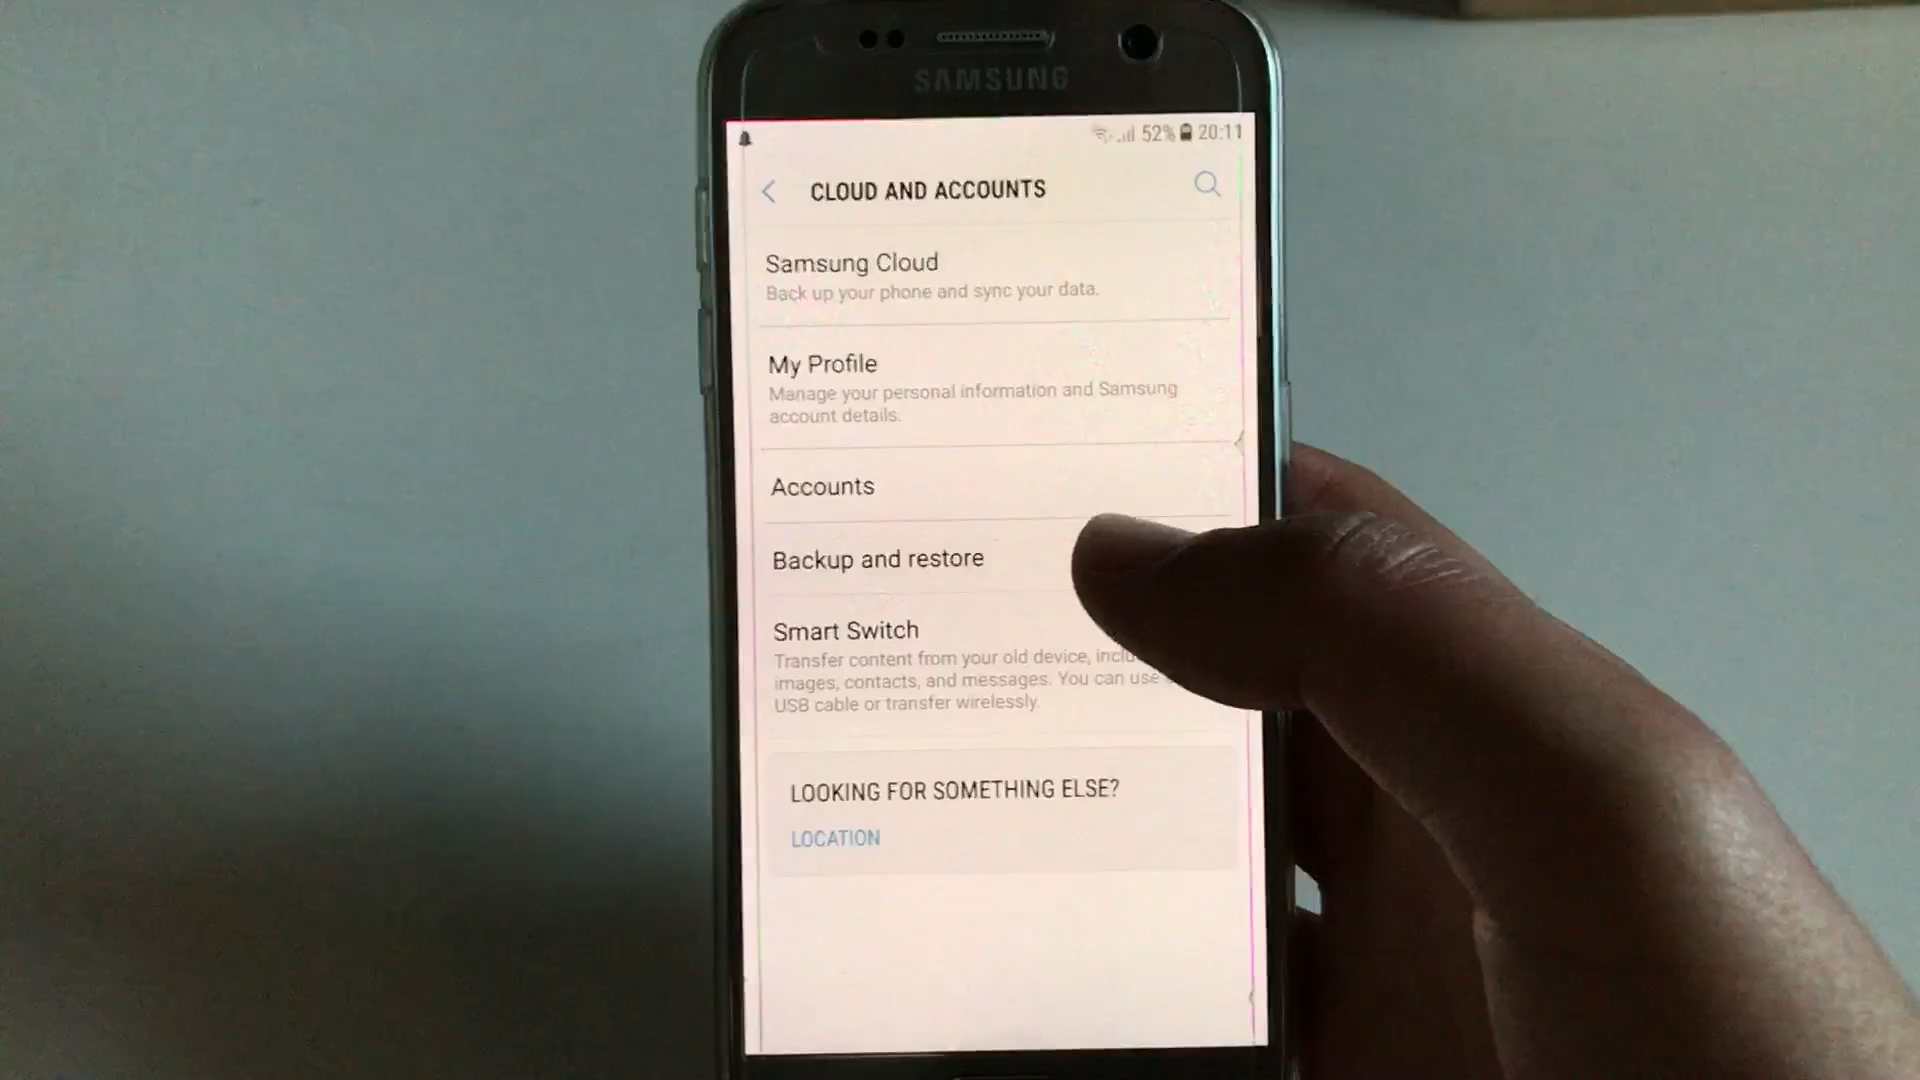 SAMSUNG
52% 20:11
CLOUD AND ACCOUNTS
Samsung Cloud
Back up your phone and sync your data.
My Profile
Manage your personal information and Samsung
account details.
Accounts
Backup and restore
Smart Switch
Transfer content from your old device,
images, contacts, and messages. You can use
USB cable or transfer wirelessly.
LOOKING FOR SOMETHING ELSE?
LOCATION